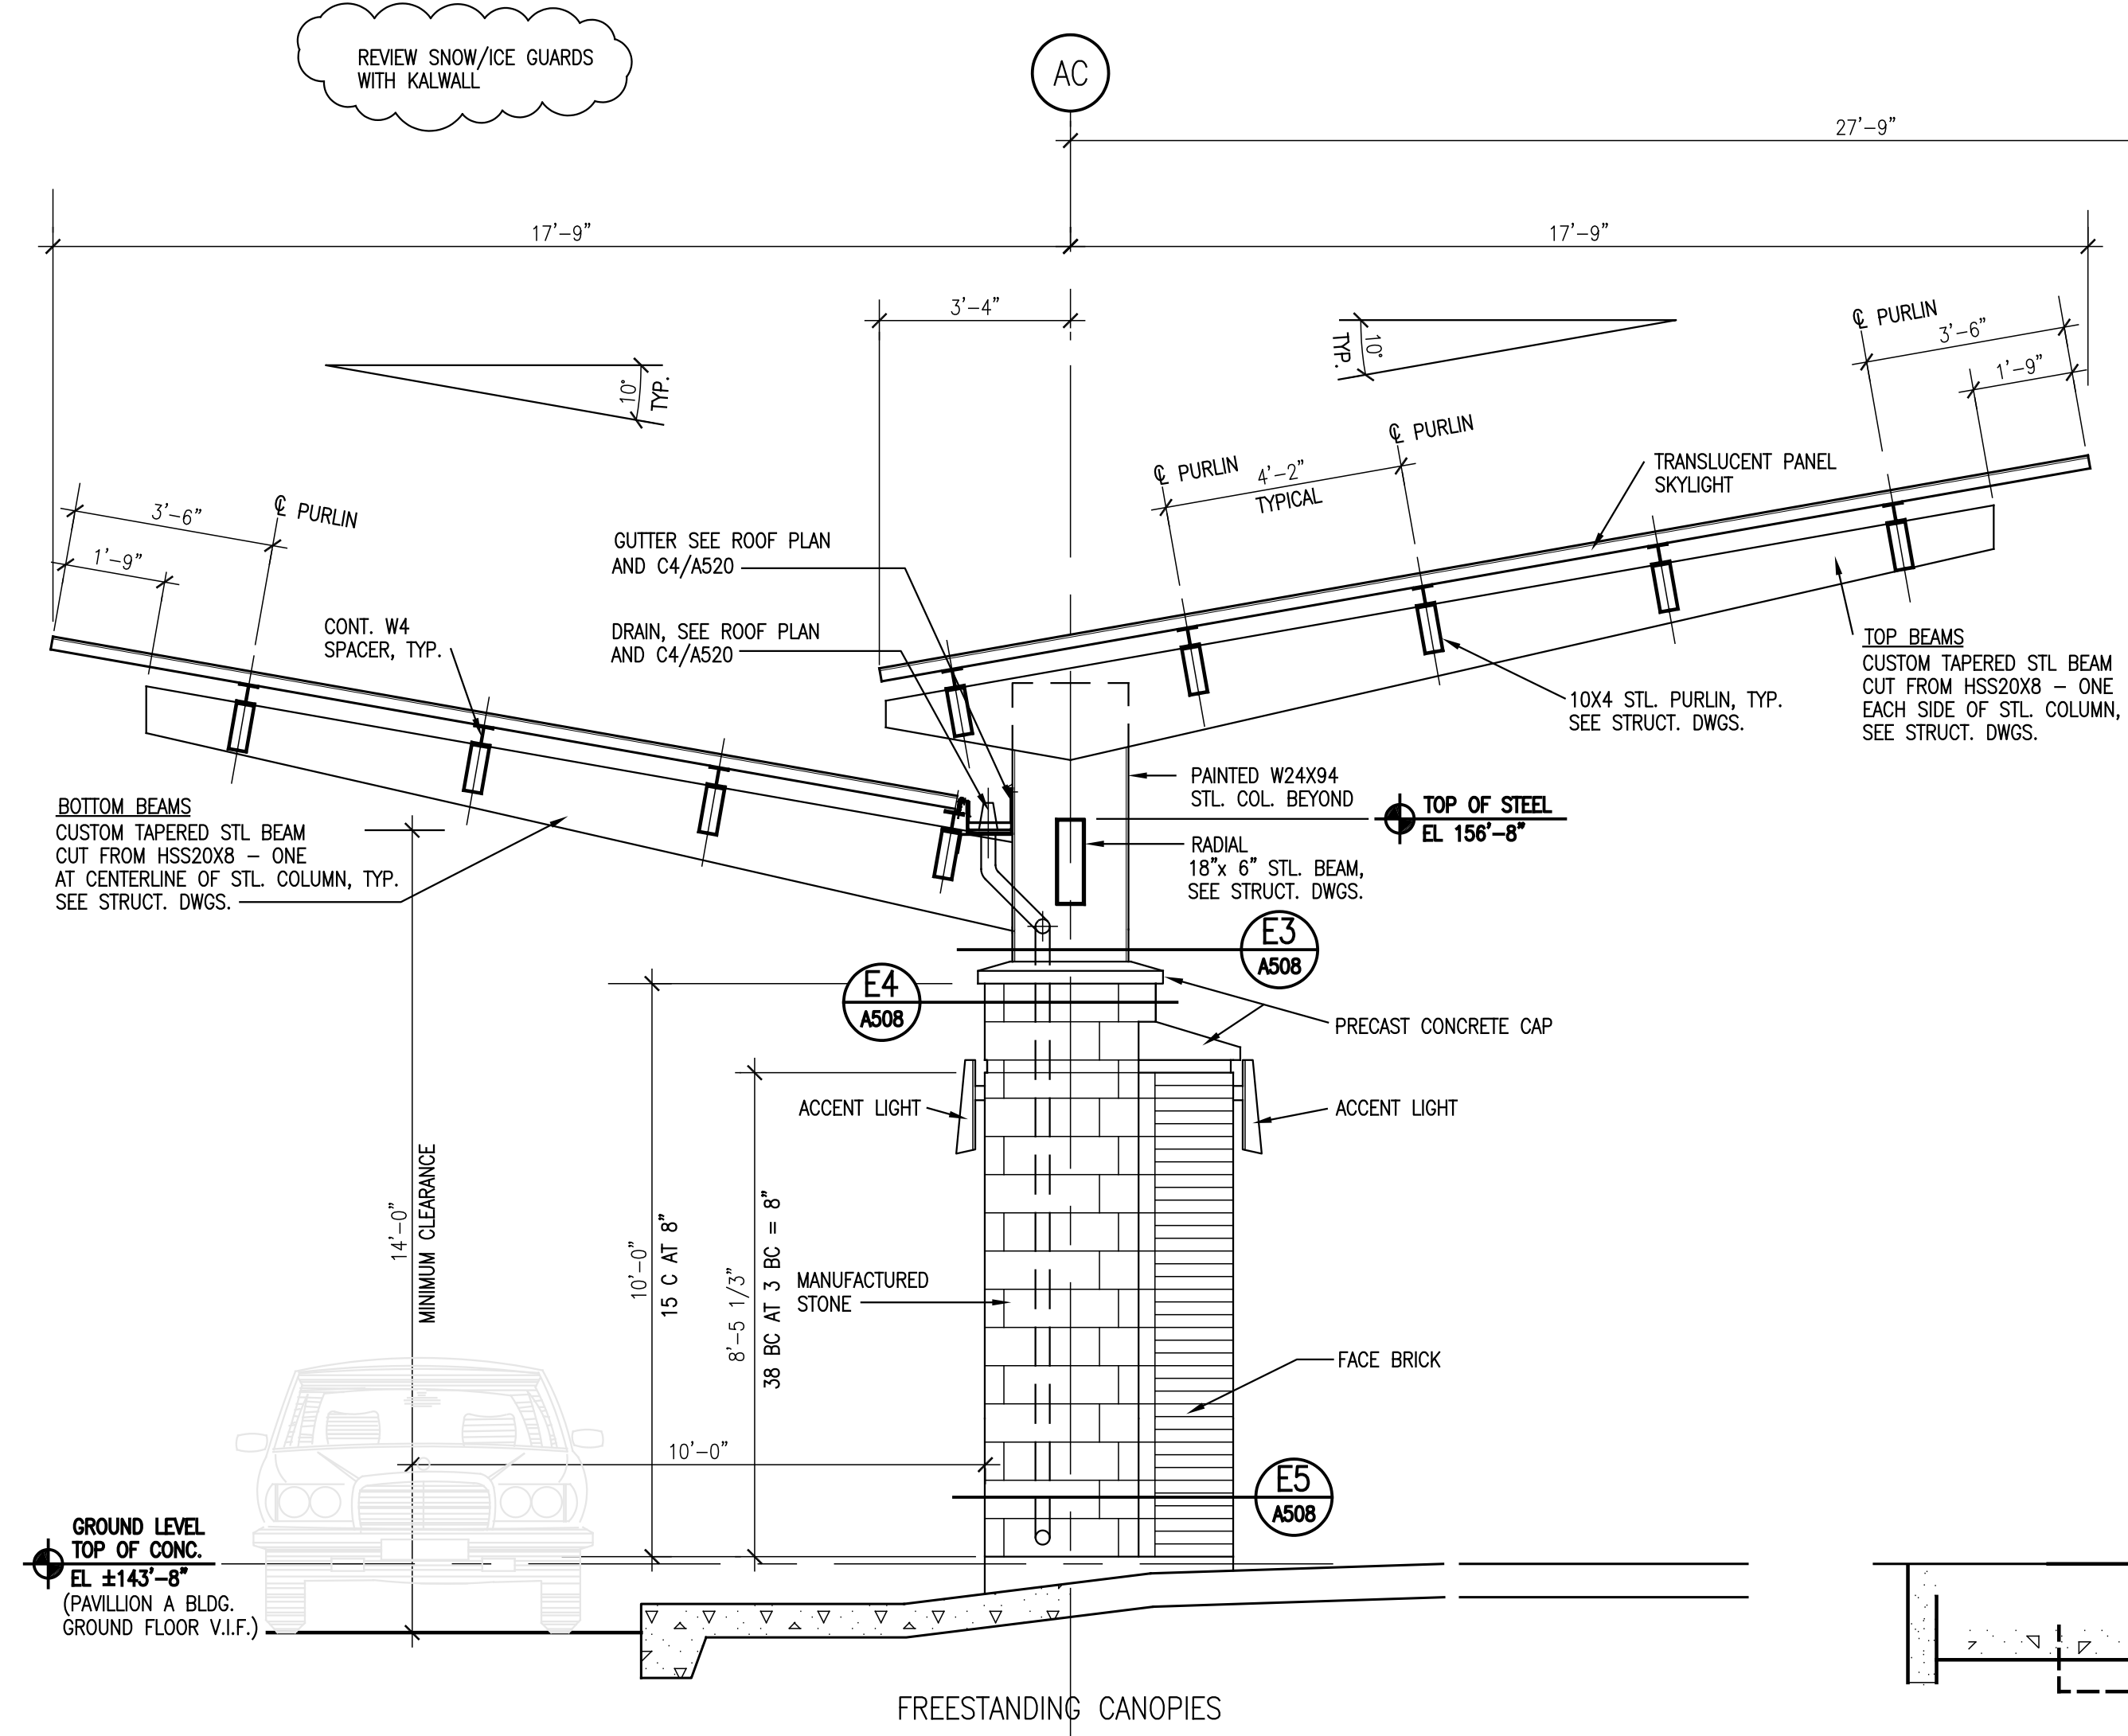 REVIEW SNOW/ICE GUARDS
WITH KALWALL
AC
27'-9"
17'-9"
17'-9"
3'-4"
10°
TYP.
10°
TYP.
℄ PURLIN
3'-6"
1'-9"
℄ PURLIN
4'-2"
TYPICAL
℄ PURLIN
TRANSLUCENT PANEL
SKYLIGHT
3'-6"
℄ PURLIN
1'-9"
GUTTER SEE ROOF PLAN
AND C4/A520
CONT. W4
SPACER, TYP.
DRAIN, SEE ROOF PLAN
AND C4/A520
TOP BEAMS
CUSTOM TAPERED STL BEAM
CUT FROM HSS20X8 – ONE
EACH SIDE OF STL. COLUMN,
SEE STRUCT. DWGS.
10X4 STL. PURLIN, TYP.
SEE STRUCT. DWGS.
PAINTED W24X94
STL. COL. BEYOND
TOP OF STEEL
EL 156'-8"
BOTTOM BEAMS
CUSTOM TAPERED STL BEAM
CUT FROM HSS20X8 – ONE
AT CENTERLINE OF STL. COLUMN, TYP.
SEE STRUCT. DWGS.
RADIAL
18"x 6" STL. BEAM,
SEE STRUCT. DWGS.
E3
A508
E4
A508
PRECAST CONCRETE CAP
ACCENT LIGHT
ACCENT LIGHT
14'-0"
MINIMUM CLEARANCE
10'-0"
15 C AT 8"
8'-5 1/3"
38 BC AT 3 BC = 8"
MANUFACTURED
STONE
FACE BRICK
10'-0"
E5
A508
GROUND LEVEL
TOP OF CONC.
EL ±143'-8"
(PAVILLION A BLDG.
GROUND FLOOR V.I.F.)
FREESTANDING CANOPIES